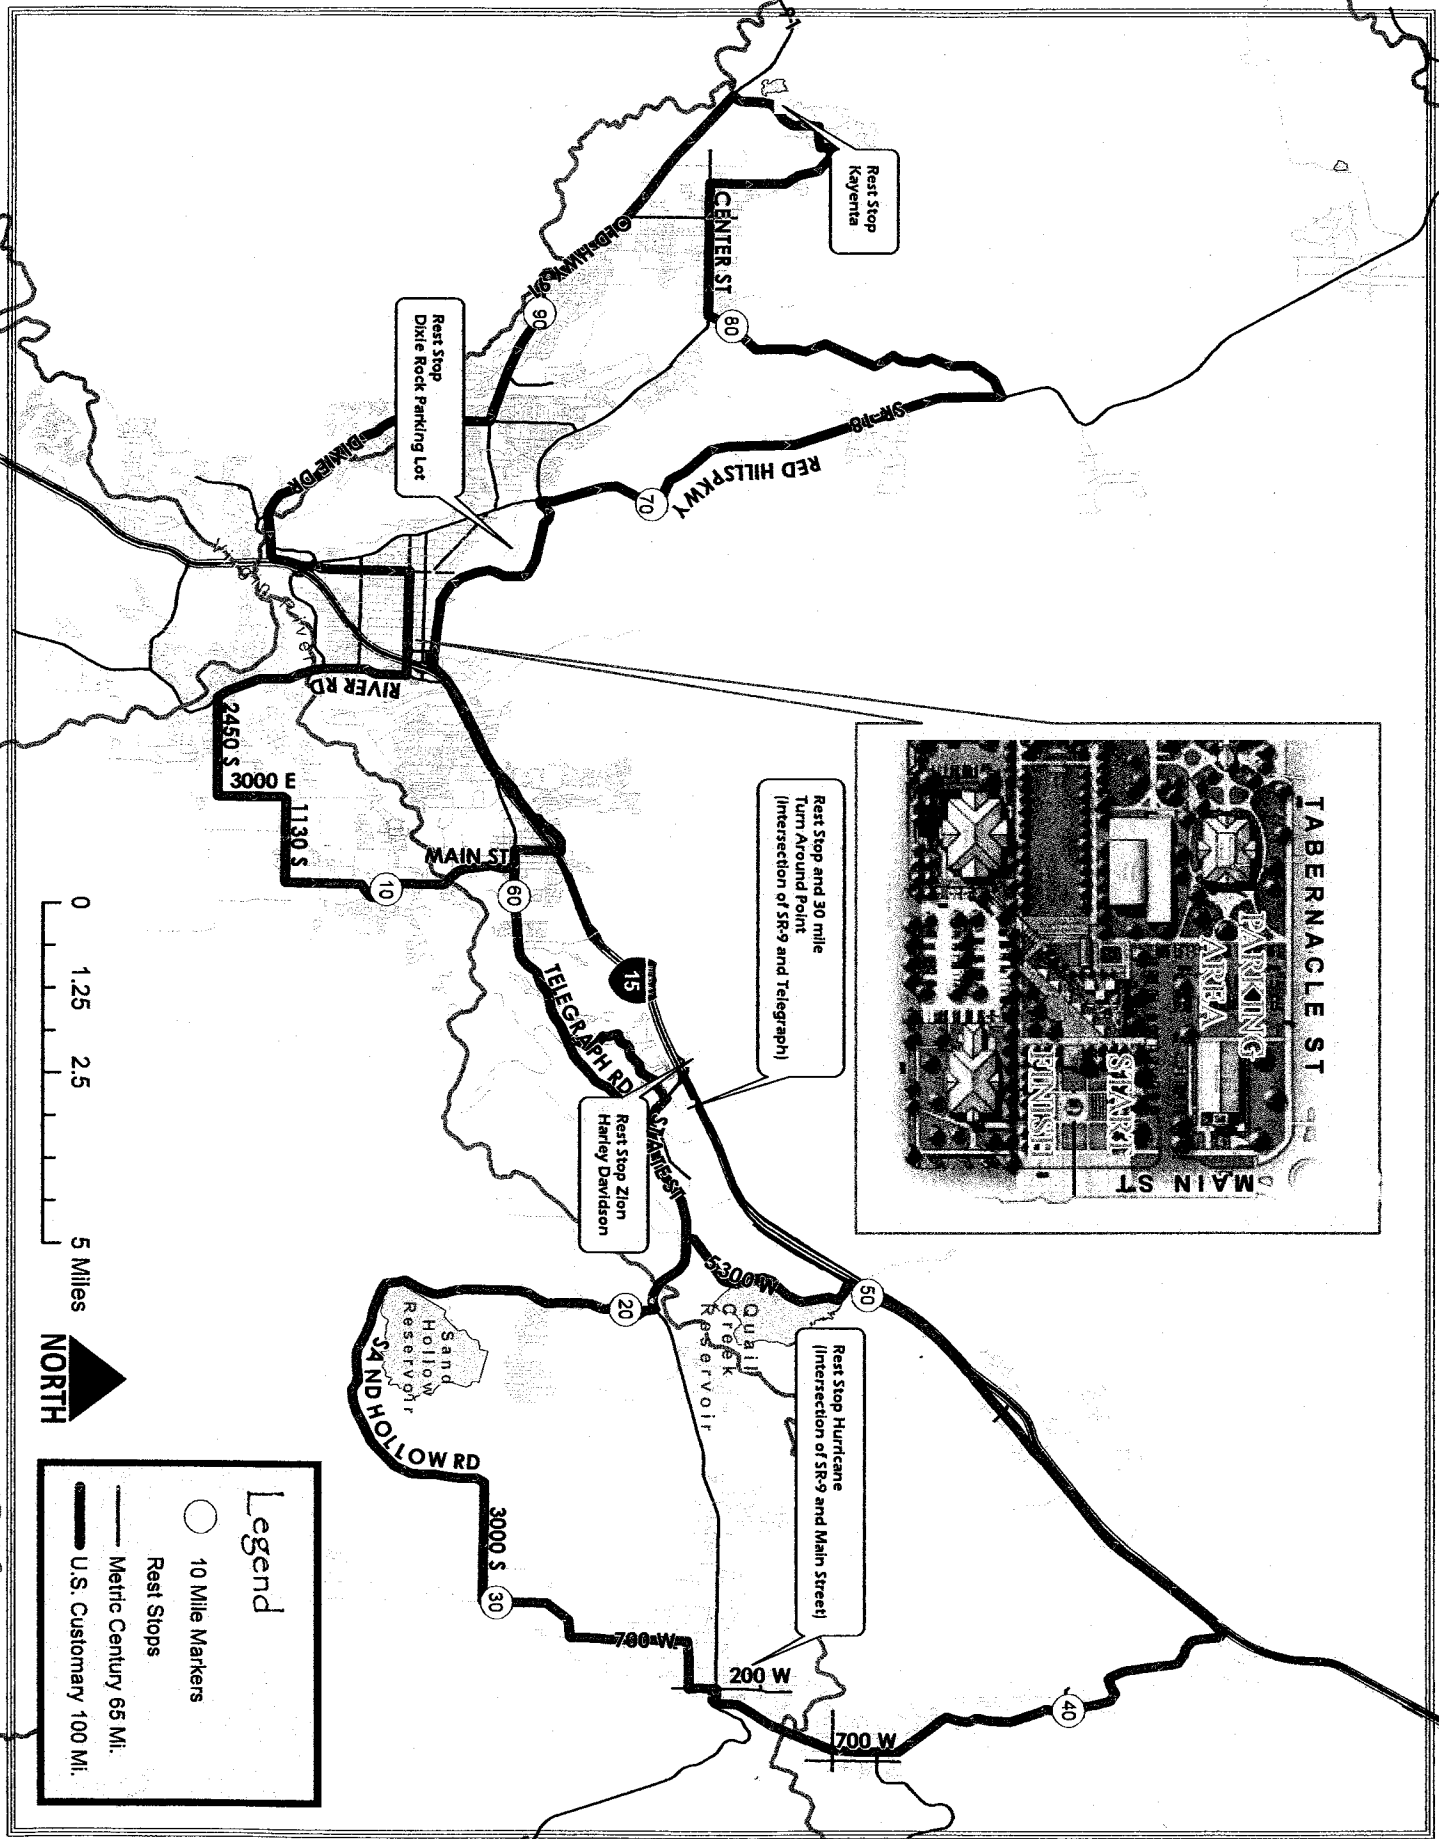 Rest Stop
Kayenta
CENTER ST
OLD HWY 91
90
80
SR-18
RED HILLS PKWY
70
Rest Stop
Dixie Rock Parking Lot
DIXIE DR
Virgin River
RIVER RD
2450 S
3000 E
1130 S
10
MAIN ST
60
TELEGRAPH RD
15
Rest Stop and 30 mile
Turn Around Point
(Intersection of SR-9 and Telegraph)
TABERNACLE ST
PARKING
AREA
START
FINISH
MAIN ST
Rest Stop Zion
Harley Davidson
STATE ST
5300 W
50
20
Quail
Creek
Reservoir
Sand
Hollow
Reservoir
SAND HOLLOW RD
3000 S
30
700 W
200 W
Rest Stop Hurricane
(Intersection of SR-9 and Main Street)
700 W
40
0 1.25 2.5 5 Miles
NORTH
Legend
10 Mile Markers
Rest Stops
Metric Century 65 Mi.
U.S. Customary 100 Mi.